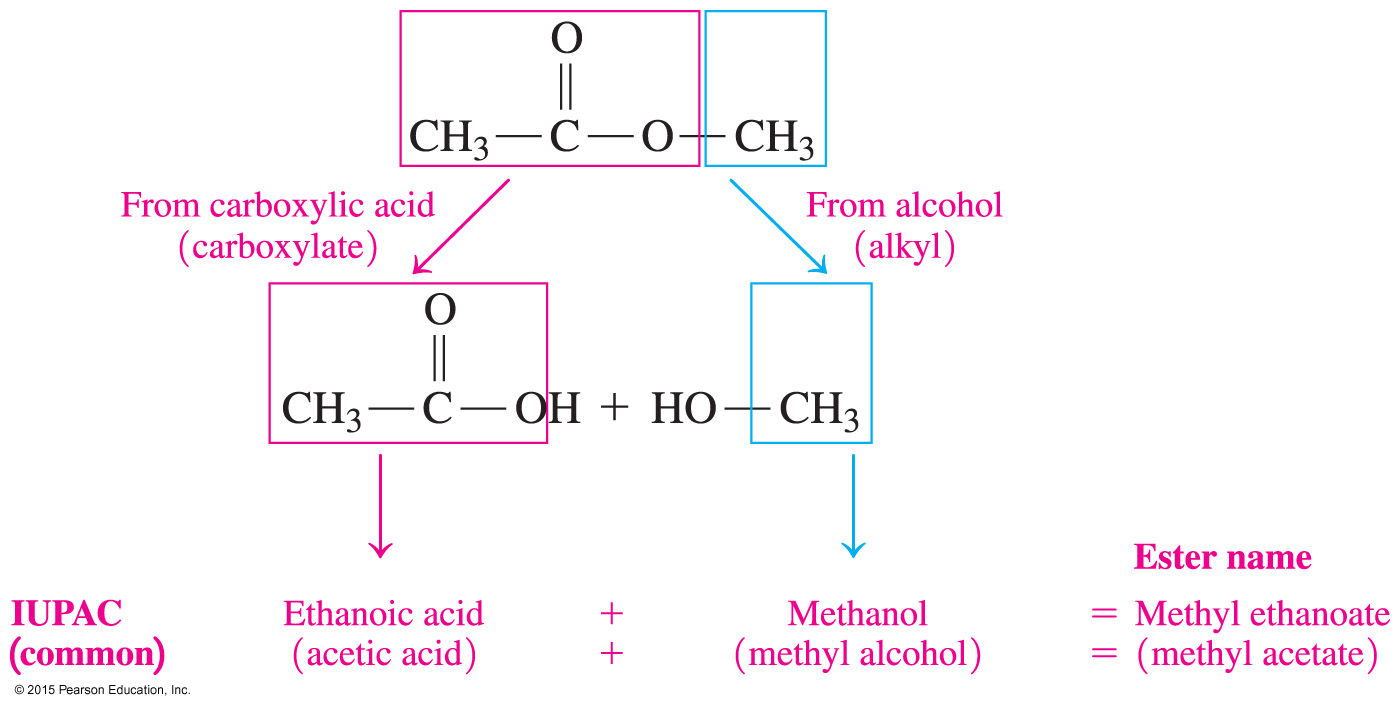 O
CH₃—C—O—CH₃
From carboxylic acid
(carboxylate)
From alcohol
(alkyl)
O
CH₃—C—OH + HO—CH₃
Ester name
IUPAC Ethanoic acid + Methanol = Methyl ethanoate
(common) (acetic acid) + (methyl alcohol) = (methyl acetate)
© 2015 Pearson Education, Inc.